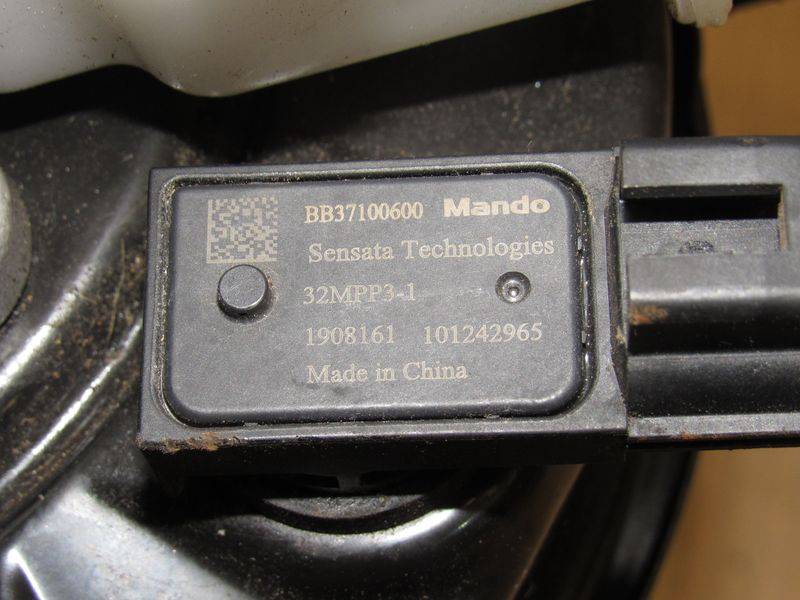 BB37100600 Mando
Sensata Technologies
32MPP3-1
1908161 101242965
Made in China